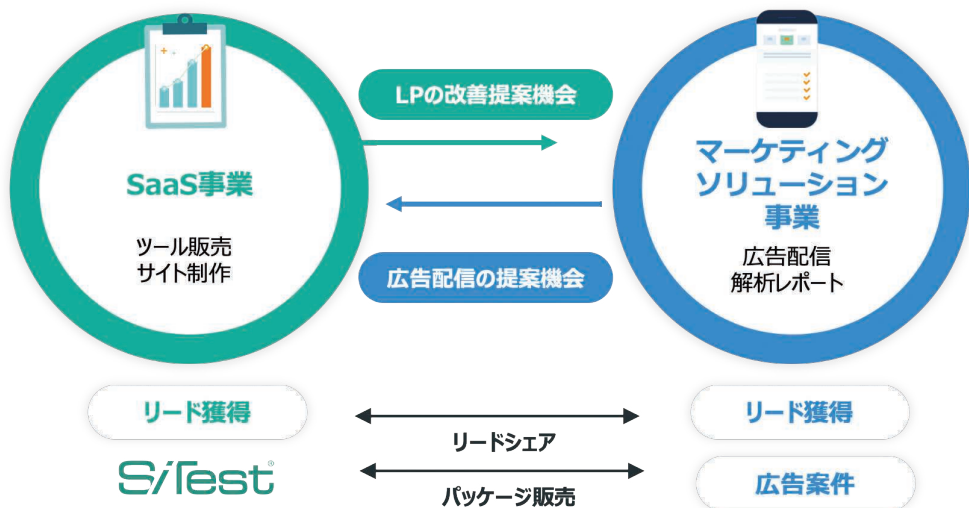 LPの改善提案機会
SaaS事業
ツール販売
サイト制作
マーケティング
ソリューション
事業
広告配信
解析レポート
広告配信の提案機会
リード獲得
リードシェア
リード獲得
SiTest®
パッケージ販売
広告案件